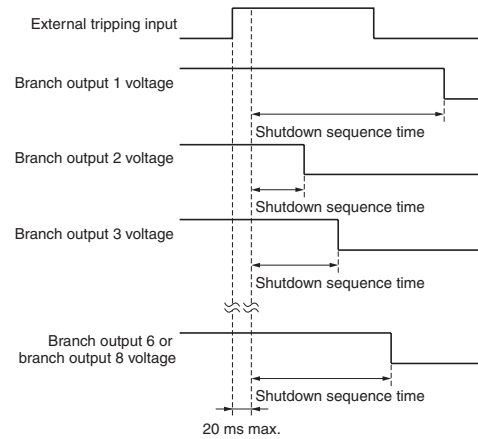 External tripping input
Branch output 1 voltage
Shutdown sequence time
Branch output 2 voltage
Shutdown sequence time
Branch output 3 voltage
Shutdown sequence time
Branch output 6 or
branch output 8 voltage
Shutdown sequence time
20 ms max.